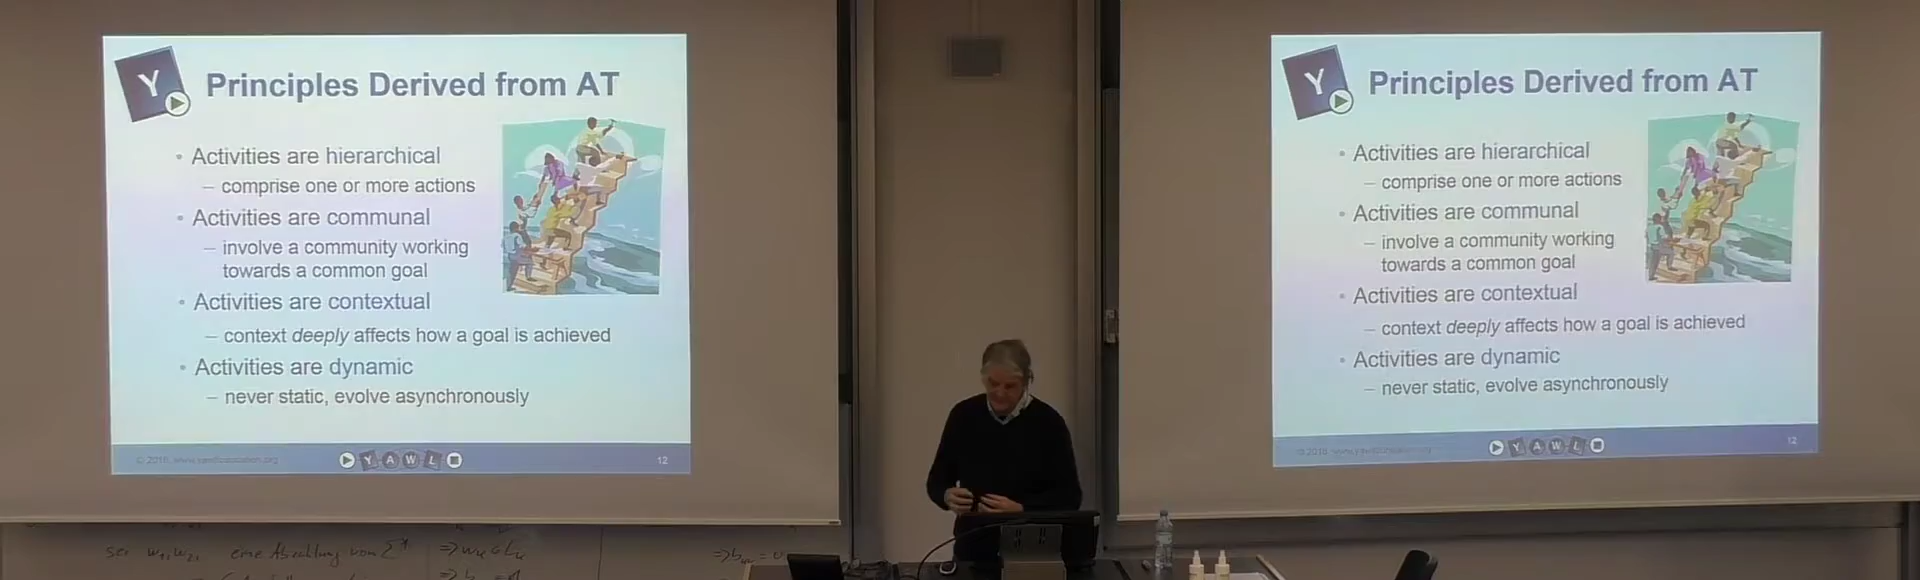 Y
Principles Derived from AT
• Activities are hierarchical
– comprise one or more actions
• Activities are communal
– involve a community working
towards a common goal
• Activities are contextual
– context deeply affects how a goal is achieved
• Activities are dynamic
– never static, evolve asynchronously
© 2016
Y A W L
12
Y
Principles Derived from AT
• Activities are hierarchical
– comprise one or more actions
• Activities are communal
– involve a community working
towards a common goal
• Activities are contextual
– context deeply affects how a goal is achieved
• Activities are dynamic
– never static, evolve asynchronously
© 2016
Y A W L
12
sei
eine Abzählung von